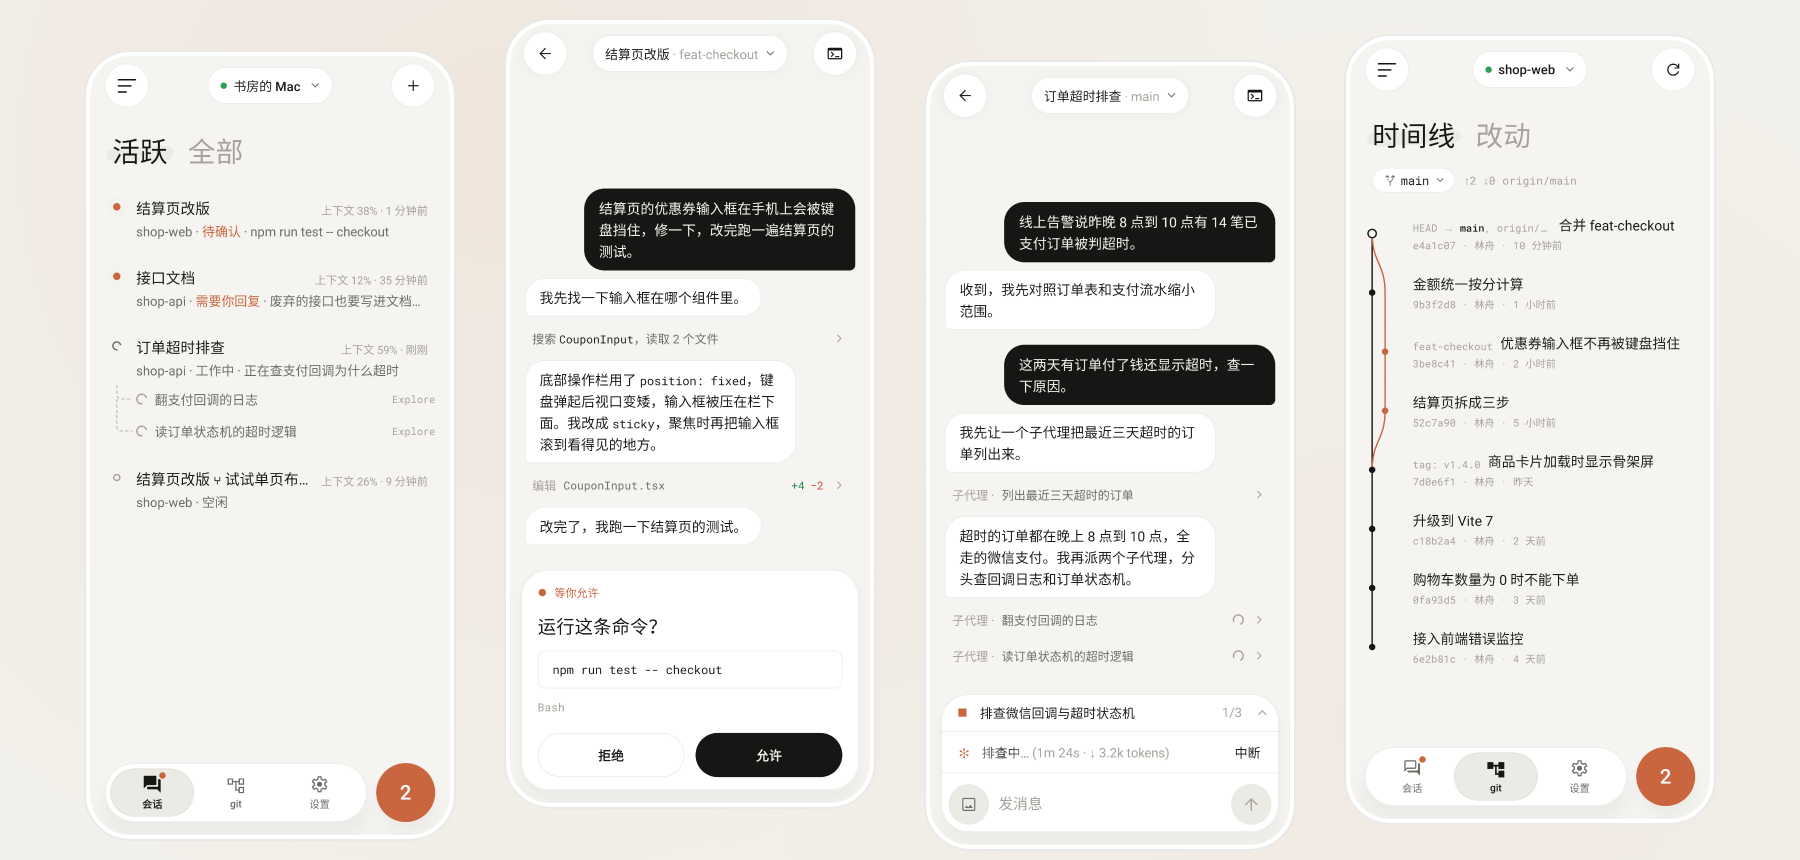 书房的 Mac
活跃 全部
结算页改版 上下文 38% · 1 分钟前
shop-web · 待确认 · npm run test -- checkout
接口文档 上下文 12% · 35 分钟前
shop-api · 需要你回复 · 废弃的接口也要写进文档...
订单超时排查 上下文 59% · 刚刚
shop-api · 工作中 · 正在查支付回调为什么超时
翻支付回调的日志 Explore
读订单状态机的超时逻辑 Explore
结算页改版 ⑂ 试试单页布... 上下文 26% · 9 分钟前
shop-web · 空闲
会话 git 设置 2
结算页改版 · feat-checkout
结算页的优惠券输入框在手机上会被键
盘挡住，修一下，改完跑一遍结算页的
测试。
我先找一下输入框在哪个组件里。
搜索 CouponInput，读取 2 个文件
底部操作栏用了 position: fixed，键
盘弹起后视口变矮，输入框被压在栏下
面。我改成 sticky，聚焦时再把输入框
滚到看得见的地方。
编辑 CouponInput.tsx +4 −2
改完了，我跑一下结算页的测试。
等你允许
运行这条命令？
npm run test -- checkout
Bash
拒绝 允许
订单超时排查 · main
线上告警说昨晚 8 点到 10 点有 14 笔已
支付订单被判超时。
收到，我先对照订单表和支付流水缩小
范围。
这两天有订单付了钱还显示超时，查一
下原因。
我先让一个子代理把最近三天超时的订
单列出来。
子代理 · 列出最近三天超时的订单
超时的订单都在晚上 8 点到 10 点，全
走的微信支付。我再派两个子代理，分
头查回调日志和订单状态机。
子代理 · 翻支付回调的日志
子代理 · 读订单状态机的超时逻辑
排查微信回调与超时状态机 1/3
排查中... (1m 24s · ↓ 3.2k tokens) 中断
发消息
shop-web
时间线 改动
main ↑2 ↓0 origin/main
HEAD → main, origin/… 合并 feat-checkout
e4a1c07 · 林舟 · 10 分钟前
金额统一按分计算
9b3f2d8 · 林舟 · 1 小时前
feat-checkout 优惠券输入框不再被键盘挡住
3be8c41 · 林舟 · 2 小时前
结算页拆成三步
52c7a90 · 林舟 · 5 小时前
tag: v1.4.0 商品卡片加载时显示骨架屏
7d0e6f1 · 林舟 · 昨天
升级到 Vite 7
c18b2a4 · 林舟 · 2 天前
购物车数量为 0 时不能下单
0fa93d5 · 林舟 · 3 天前
接入前端错误监控
6e2b81c · 林舟 · 4 天前
会话 git 设置 2